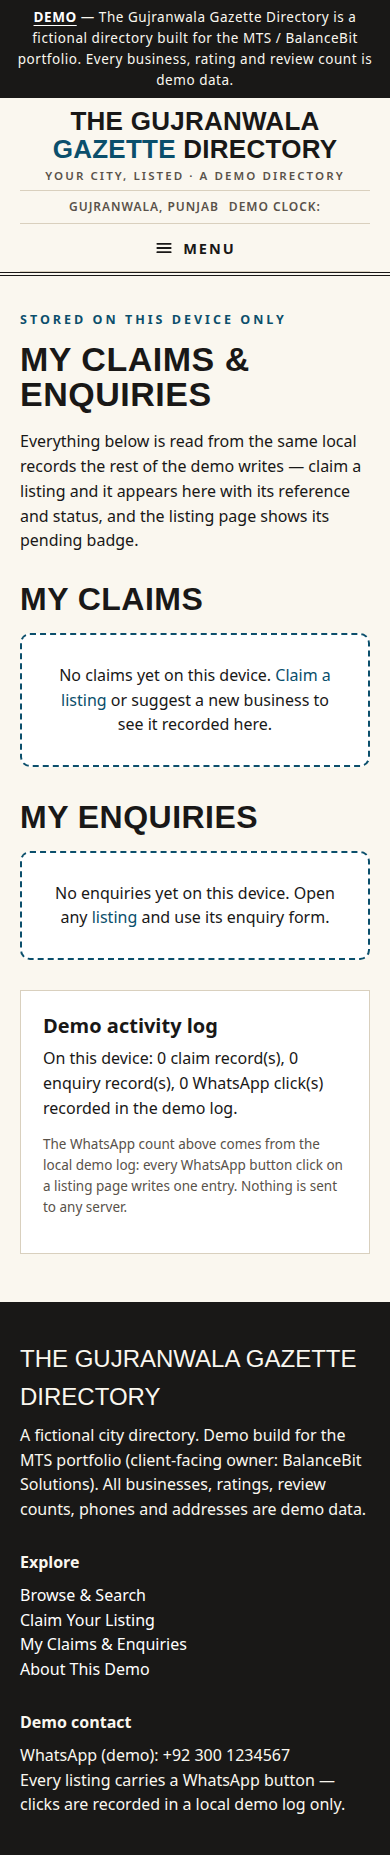 DEMO — The Gujranwala Gazette Directory is a
fictional directory built for the MTS / BalanceBit
portfolio. Every business, rating and review count is
demo data.
THE GUJRANWALA
GAZETTE DIRECTORY
YOUR CITY, LISTED · A DEMO DIRECTORY
GUJRANWALA, PUNJAB DEMO CLOCK:
MENU
STORED ON THIS DEVICE ONLY
MY CLAIMS &
ENQUIRIES
Everything below is read from the same local
records the rest of the demo writes — claim a
listing and it appears here with its reference
and status, and the listing page shows its
pending badge.
MY CLAIMS
No claims yet on this device. Claim a
listing or suggest a new business to
see it recorded here.
MY ENQUIRIES
No enquiries yet on this device. Open
any listing and use its enquiry form.
Demo activity log
On this device: 0 claim record(s), 0
enquiry record(s), 0 WhatsApp click(s)
recorded in the demo log.
The WhatsApp count above comes from the
local demo log: every WhatsApp button click on
a listing page writes one entry. Nothing is sent
to any server.
THE GUJRANWALA GAZETTE
DIRECTORY
A fictional city directory. Demo build for the
MTS portfolio (client-facing owner: BalanceBit
Solutions). All businesses, ratings, review
counts, phones and addresses are demo data.
Explore
Browse & Search
Claim Your Listing
My Claims & Enquiries
About This Demo
Demo contact
WhatsApp (demo): +92 300 1234567
Every listing carries a WhatsApp button —
clicks are recorded in a local demo log only.